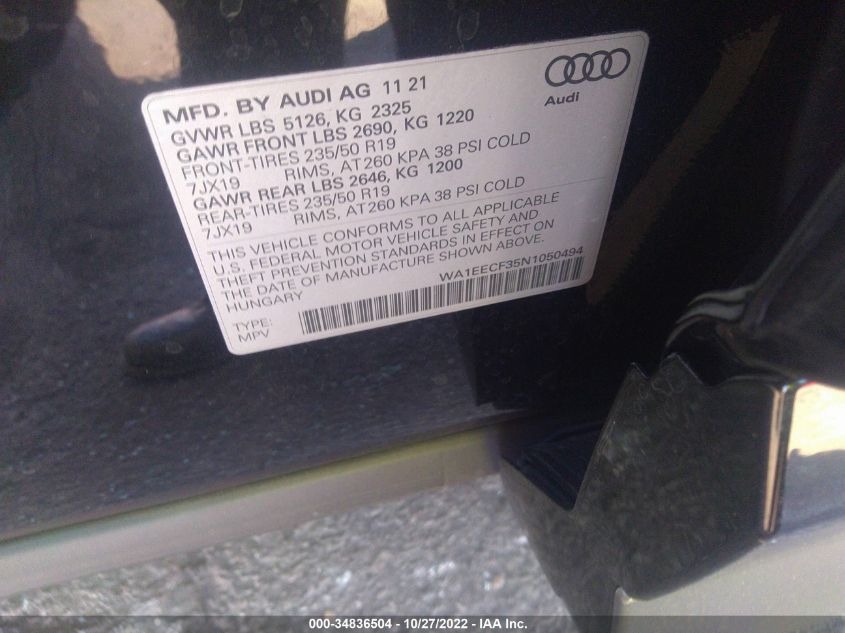 MFD. BY AUDI AG 11 21
Audi
GVWR LBS 5126, KG 2325
GAWR FRONT LBS 2690, KG 1220
FRONT-TIRES 235/50 R19
7JX19 RIMS, AT 260 KPA 38 PSI COLD
GAWR REAR LBS 2646, KG 1200
REAR-TIRES 235/50 R19
7JX19 RIMS, AT 260 KPA 38 PSI COLD
THIS VEHICLE CONFORMS TO ALL APPLICABLE
U.S. FEDERAL MOTOR VEHICLE SAFETY AND
THEFT PREVENTION STANDARDS IN EFFECT ON
THE DATE OF MANUFACTURE SHOWN ABOVE.
HUNGARY WA1EECF35N1050494
TYPE:
MPV
000-34836504 | 10/27/2022 — IAA Inc.